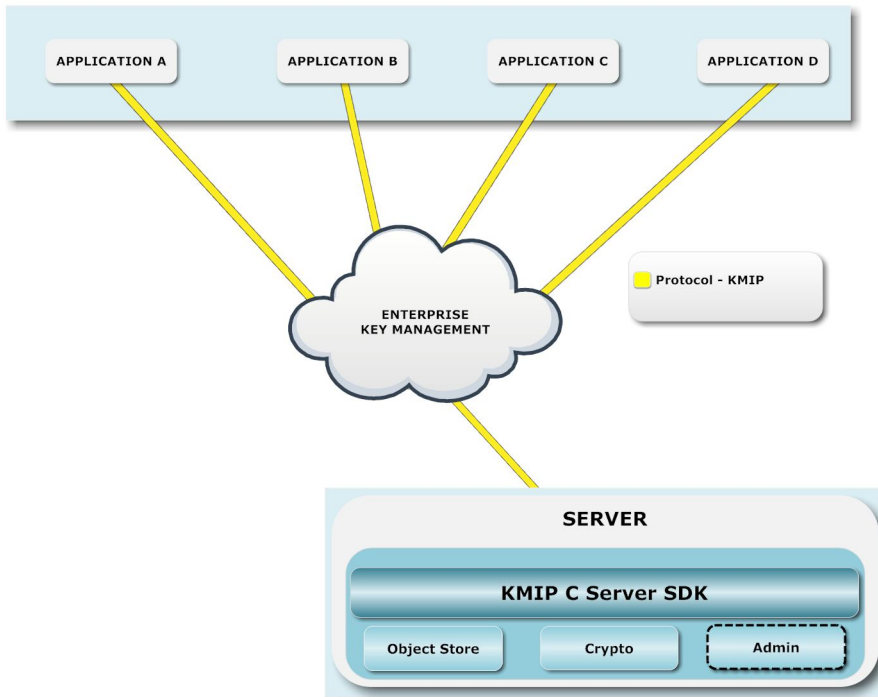 APPLICATION A
APPLICATION B
APPLICATION C
APPLICATION D
ENTERPRISE
KEY MANAGEMENT
Protocol - KMIP
SERVER
KMIP C Server SDK
Object Store
Crypto
Admin